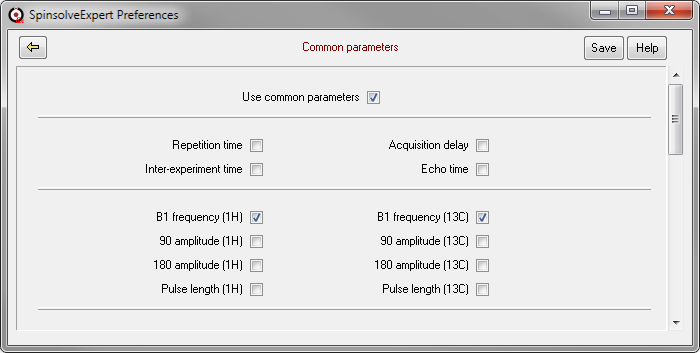 SpinsolveExpert Preferences
Common parameters
Save
Help
Use common parameters
Repetition time
Acquisition delay
Inter-experiment time
Echo time
B1 frequency (1H)
B1 frequency (13C)
90 amplitude (1H)
90 amplitude (13C)
180 amplitude (1H)
180 amplitude (13C)
Pulse length (1H)
Pulse length (13C)